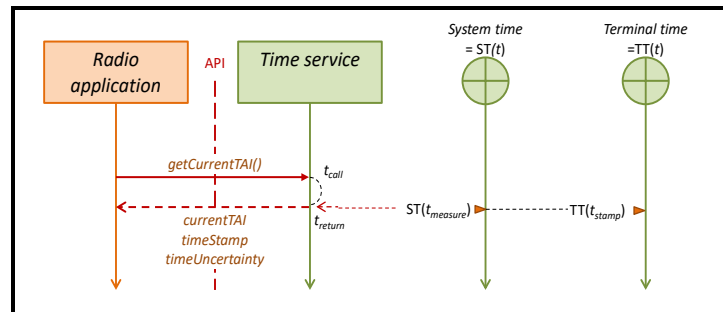 System time
= ST(t)
Terminal time
=TT(t)
Radio
application
API
Time service
getCurrentTAI()
t_call
ST(t_measure)
TT(t_stamp)
currentTAI
t_return
timeStamp
timeUncertainty